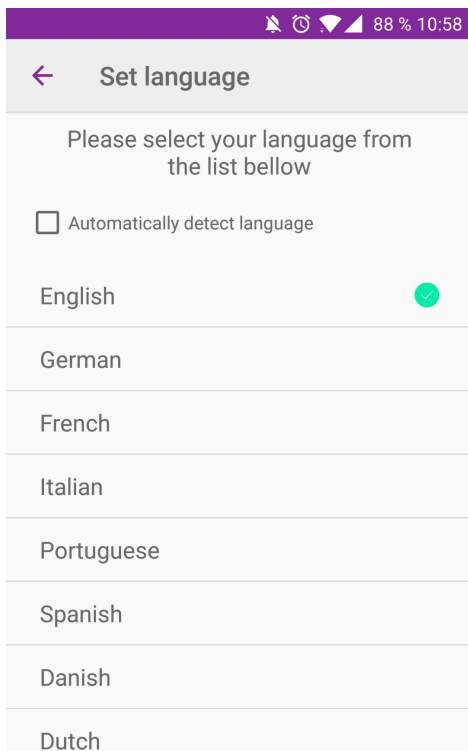 88 % 10:58
Set language
Please select your language from
the list bellow
Automatically detect language
English
German
French
Italian
Portuguese
Spanish
Danish
Dutch